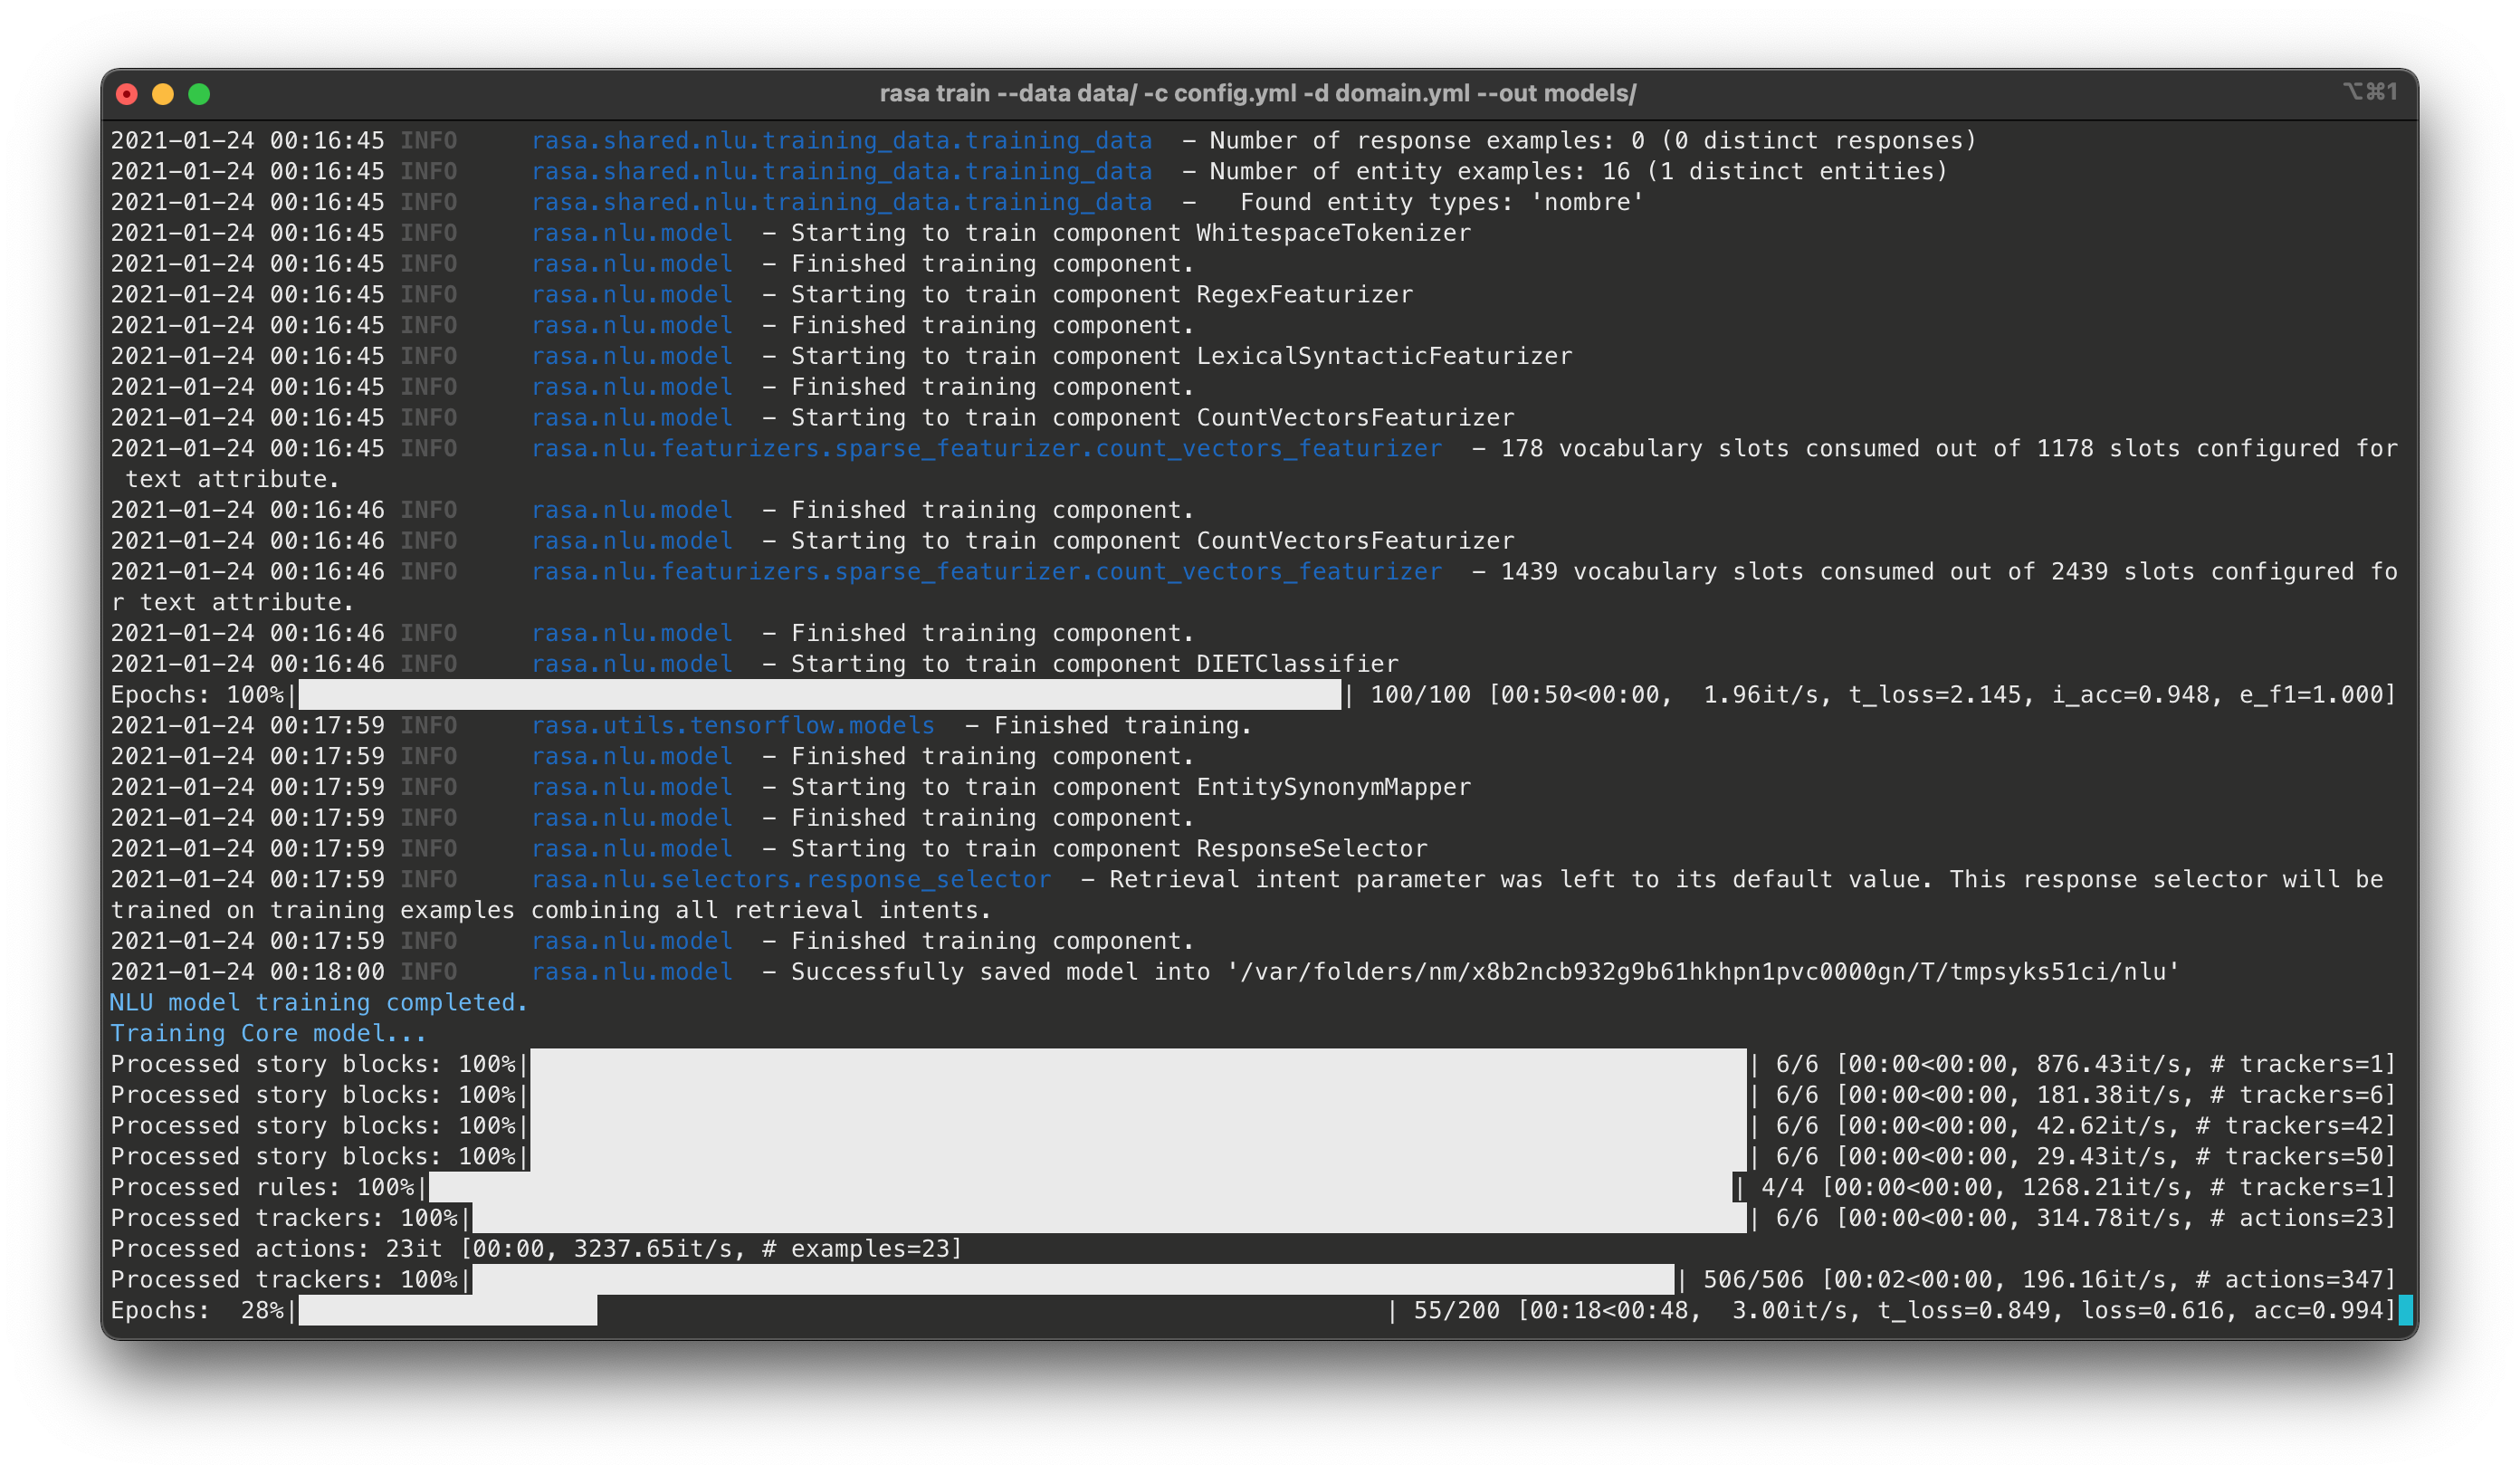 rasa train --data data/ -c config.yml -d domain.yml --out models/
⌥⌘1
2021-01-24 00:16:45 INFO     rasa.shared.nlu.training_data.training_data  - Number of response examples: 0 (0 distinct responses)
2021-01-24 00:16:45 INFO     rasa.shared.nlu.training_data.training_data  - Number of entity examples: 16 (1 distinct entities)
2021-01-24 00:16:45 INFO     rasa.shared.nlu.training_data.training_data  -   Found entity types: 'nombre'
2021-01-24 00:16:45 INFO     rasa.nlu.model  - Starting to train component WhitespaceTokenizer
2021-01-24 00:16:45 INFO     rasa.nlu.model  - Finished training component.
2021-01-24 00:16:45 INFO     rasa.nlu.model  - Starting to train component RegexFeaturizer
2021-01-24 00:16:45 INFO     rasa.nlu.model  - Finished training component.
2021-01-24 00:16:45 INFO     rasa.nlu.model  - Starting to train component LexicalSyntacticFeaturizer
2021-01-24 00:16:45 INFO     rasa.nlu.model  - Finished training component.
2021-01-24 00:16:45 INFO     rasa.nlu.model  - Starting to train component CountVectorsFeaturizer
2021-01-24 00:16:45 INFO     rasa.nlu.featurizers.sparse_featurizer.count_vectors_featurizer  - 178 vocabulary slots consumed out of 1178 slots configured for
 text attribute.
2021-01-24 00:16:46 INFO     rasa.nlu.model  - Finished training component.
2021-01-24 00:16:46 INFO     rasa.nlu.model  - Starting to train component CountVectorsFeaturizer
2021-01-24 00:16:46 INFO     rasa.nlu.featurizers.sparse_featurizer.count_vectors_featurizer  - 1439 vocabulary slots consumed out of 2439 slots configured fo
r text attribute.
2021-01-24 00:16:46 INFO     rasa.nlu.model  - Finished training component.
2021-01-24 00:16:46 INFO     rasa.nlu.model  - Starting to train component DIETClassifier
Epochs: 100%| | 100/100 [00:50<00:00,  1.96it/s, t_loss=2.145, i_acc=0.948, e_f1=1.000]
2021-01-24 00:17:59 INFO     rasa.utils.tensorflow.models  - Finished training.
2021-01-24 00:17:59 INFO     rasa.nlu.model  - Finished training component.
2021-01-24 00:17:59 INFO     rasa.nlu.model  - Starting to train component EntitySynonymMapper
2021-01-24 00:17:59 INFO     rasa.nlu.model  - Finished training component.
2021-01-24 00:17:59 INFO     rasa.nlu.model  - Starting to train component ResponseSelector
2021-01-24 00:17:59 INFO     rasa.nlu.selectors.response_selector  - Retrieval intent parameter was left to its default value. This response selector will be
trained on training examples combining all retrieval intents.
2021-01-24 00:17:59 INFO     rasa.nlu.model  - Finished training component.
2021-01-24 00:18:00 INFO     rasa.nlu.model  - Successfully saved model into '/var/folders/nm/x8b2ncb932g9b61hkhpn1pvc0000gn/T/tmpsyks51ci/nlu'
NLU model training completed.
Training Core model...
Processed story blocks: 100%| | 6/6 [00:00<00:00, 876.43it/s, # trackers=1]
Processed story blocks: 100%| | 6/6 [00:00<00:00, 181.38it/s, # trackers=6]
Processed story blocks: 100%| | 6/6 [00:00<00:00, 42.62it/s, # trackers=42]
Processed story blocks: 100%| | 6/6 [00:00<00:00, 29.43it/s, # trackers=50]
Processed rules: 100%| | 4/4 [00:00<00:00, 1268.21it/s, # trackers=1]
Processed trackers: 100%| | 6/6 [00:00<00:00, 314.78it/s, # actions=23]
Processed actions: 23it [00:00, 3237.65it/s, # examples=23]
Processed trackers: 100%| | 506/506 [00:02<00:00, 196.16it/s, # actions=347]
Epochs:  28%| | 55/200 [00:18<00:48,  3.00it/s, t_loss=0.849, loss=0.616, acc=0.994]